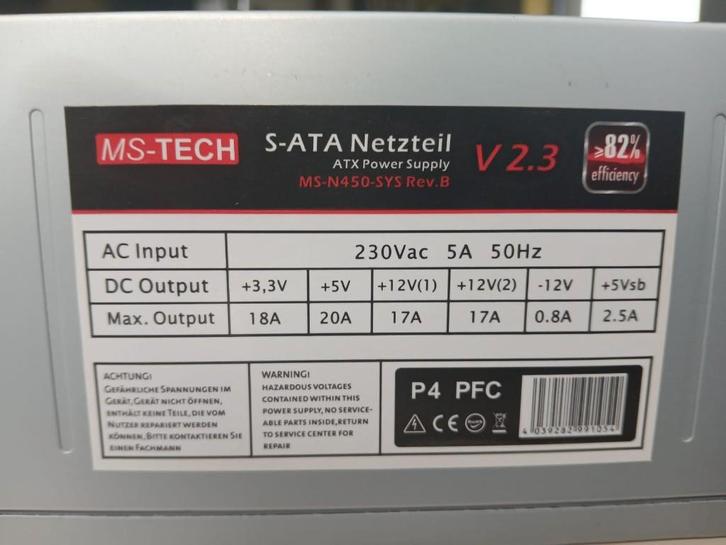 MS-TECH
S-ATA Netzteil
ATX Power Supply
MS-N450-SYS Rev.B
V 2.3
≥82%
efficiency
AC Input 230Vac 5A 50Hz
DC Output +3,3V +5V +12V(1) +12V(2) -12V +5Vsb
Max. Output 18A 20A 17A 17A 0.8A 2.5A
ACHTUNG:
GEFÄHRLICHE SPANNUNGEN IM
GERÄT,GERÄT NICHT ÖFFNEN,
ENTHÄLT KEINE TEILE,DIE VOM
NUTZER REPARIERT WERDEN
KÖNNEN,BITTE KONTAKTIEREN SIE
EINEN FACHMANN
WARNING:
HAZARDOUS VOLTAGES
CONTAINED WITHIN THIS
POWER SUPPLY, NO SERVICE-
ABLE PARTS INSIDE,RETURN
TO SERVICE CENTER FOR
REPAIR
P4 PFC
CE
4 039282 991054